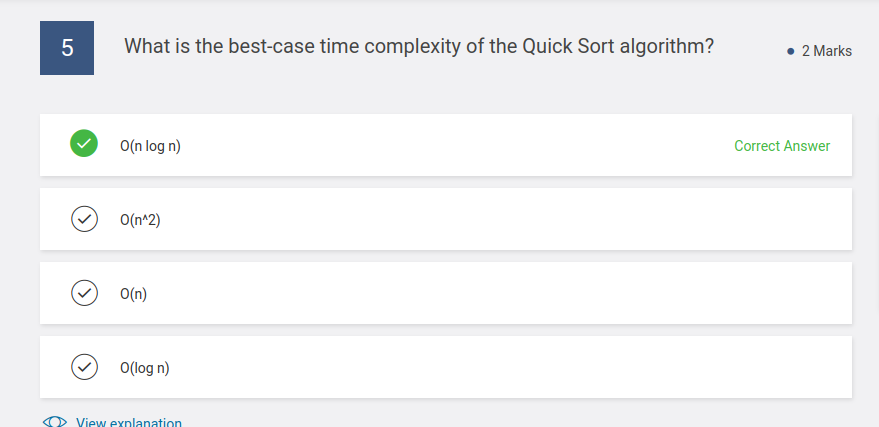 5
What is the best-case time complexity of the Quick Sort algorithm?
• 2 Marks
O(n log n)
Correct Answer
O(n^2)
O(n)
O(log n)
View explanation